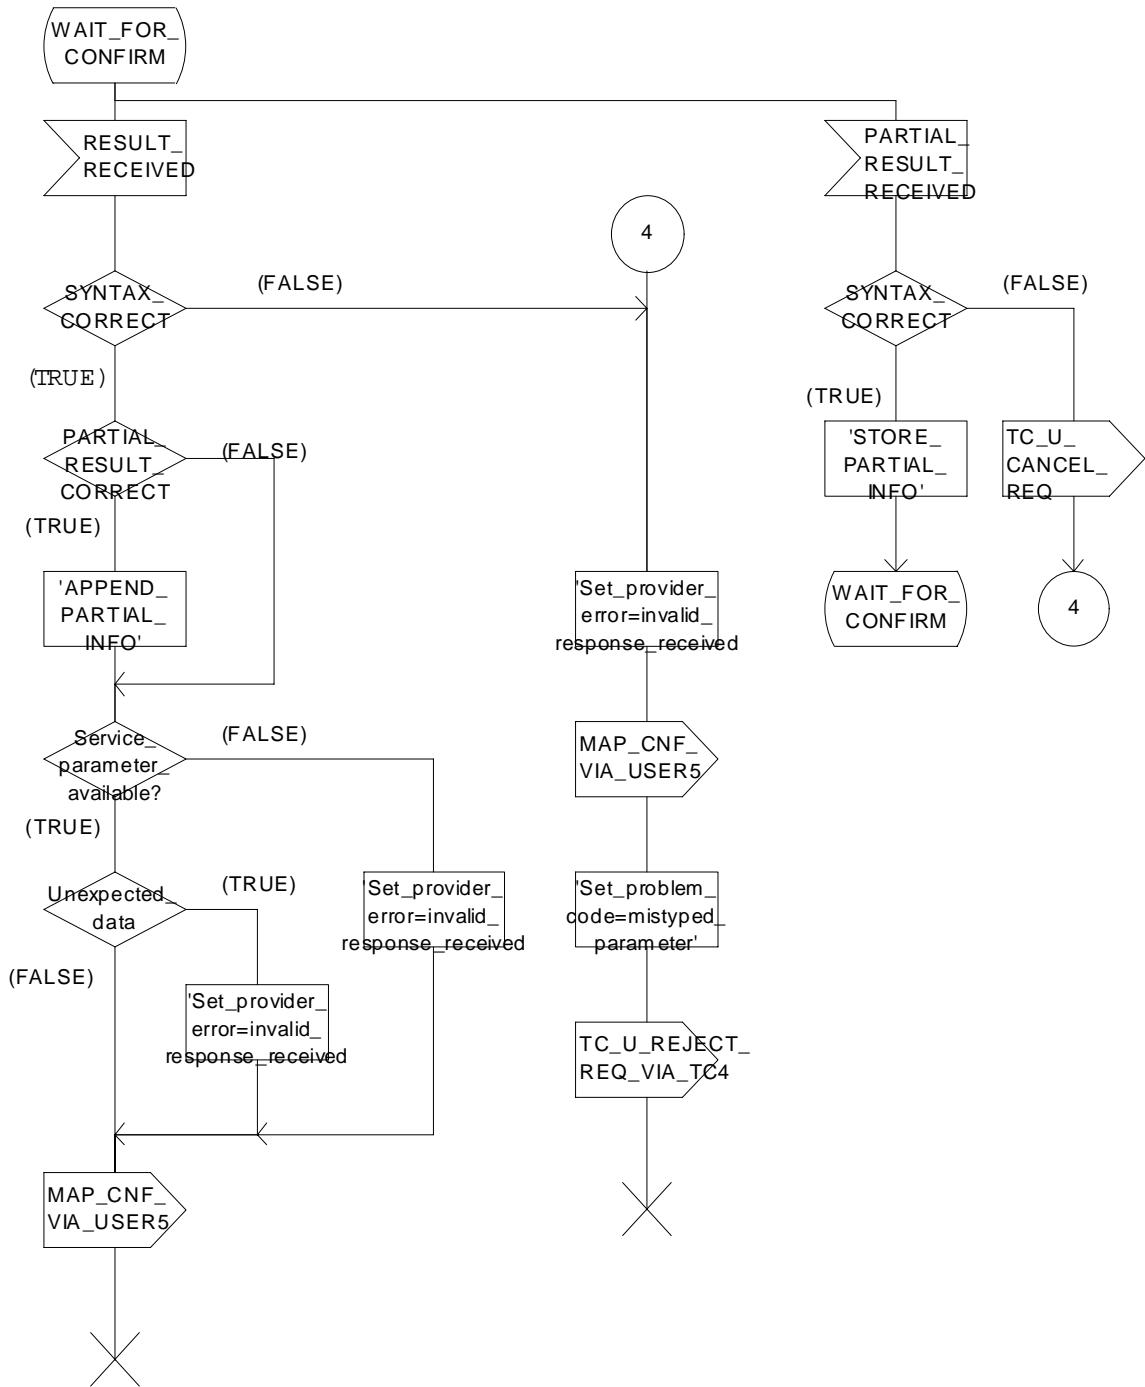 WAIT_FOR_
CONFIRM
RESULT_
RECEIVED
PARTIAL_
RESULT_
RECEIVED
4
SYNTAX_
CORRECT
(FALSE)
SYNTAX_
CORRECT
(FALSE)
(TRUE)
(TRUE)
PARTIAL_
RESULT_
CORRECT
(FALSE)
'STORE_
PARTIAL_
INFO'
TC_U_
CANCEL_
REQ
(TRUE)
'APPEND_
PARTIAL_
INFO'
'Set_provider_
error=invalid_
response_received
WAIT_FOR_
CONFIRM
4
Service_
parameter_
available?
(FALSE)
MAP_CNF_
VIA_USER5
(TRUE)
Unexpected_
data
(TRUE)
'Set_provider_
error=invalid_
response_received
'Set_problem_
code=mistyped_
parameter'
(FALSE)
'Set_provider_
error=invalid_
response_received
TC_U_REJECT_
REQ_VIA_TC4
MAP_CNF_
VIA_USER5